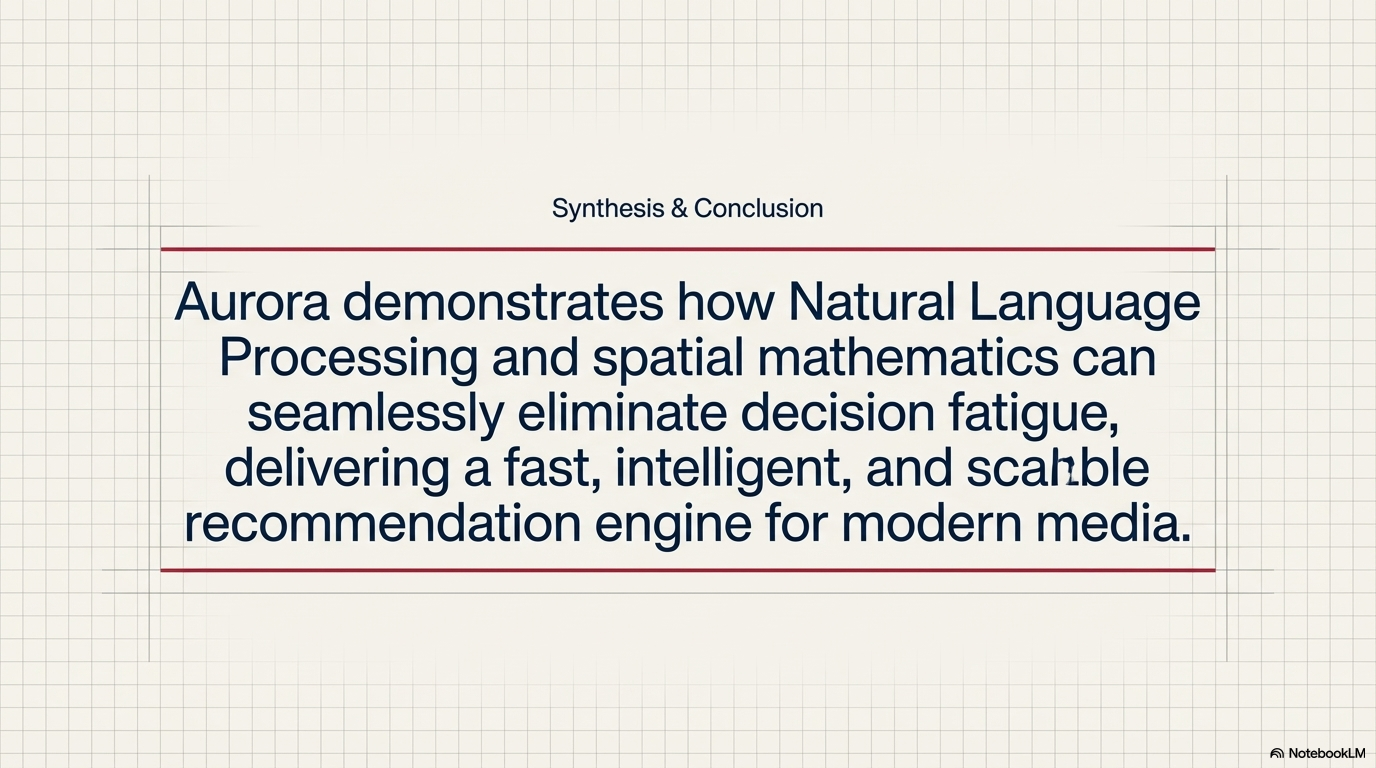 Synthesis & Conclusion
Aurora demonstrates how Natural Language
Processing and spatial mathematics can
seamlessly eliminate decision fatigue,
delivering a fast, intelligent, and
recommendation engine for modern media.
NotebookLM